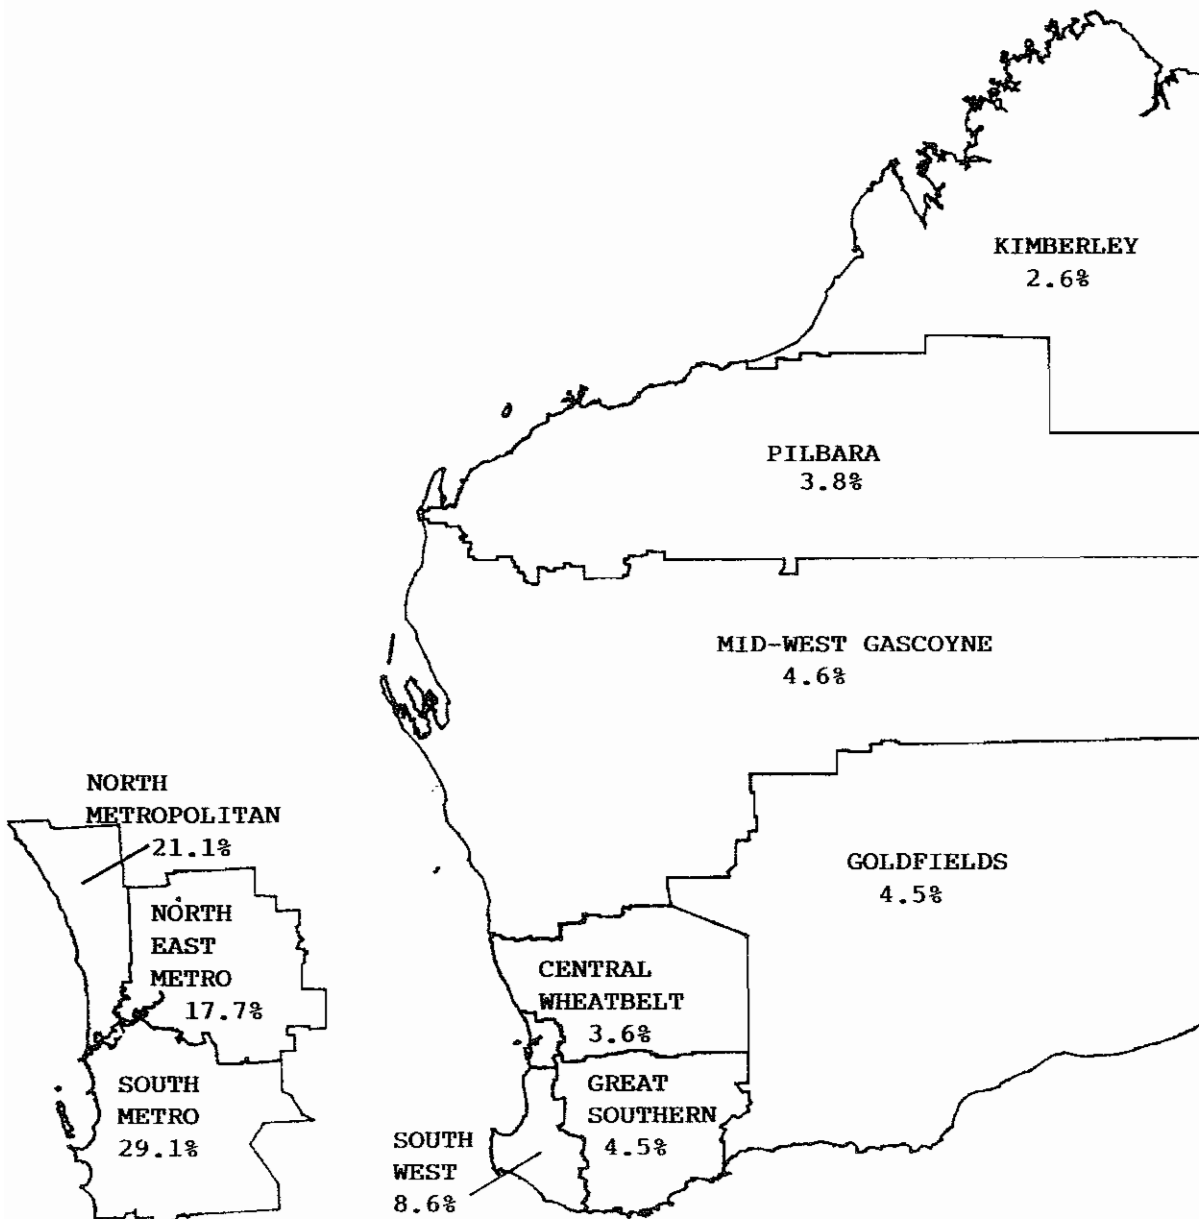 KIMBERLEY
2.6%
PILBARA
3.8%
MID-WEST GASCOYNE
4.6%
NORTH
METROPOLITAN
21.1%
GOLDFIELDS
4.5%
NORTH
EAST
METRO
17.7%
CENTRAL
WHEATBELT
3.6%
SOUTH
METRO
29.1%
GREAT
SOUTHERN
4.5%
SOUTH
WEST
8.6%